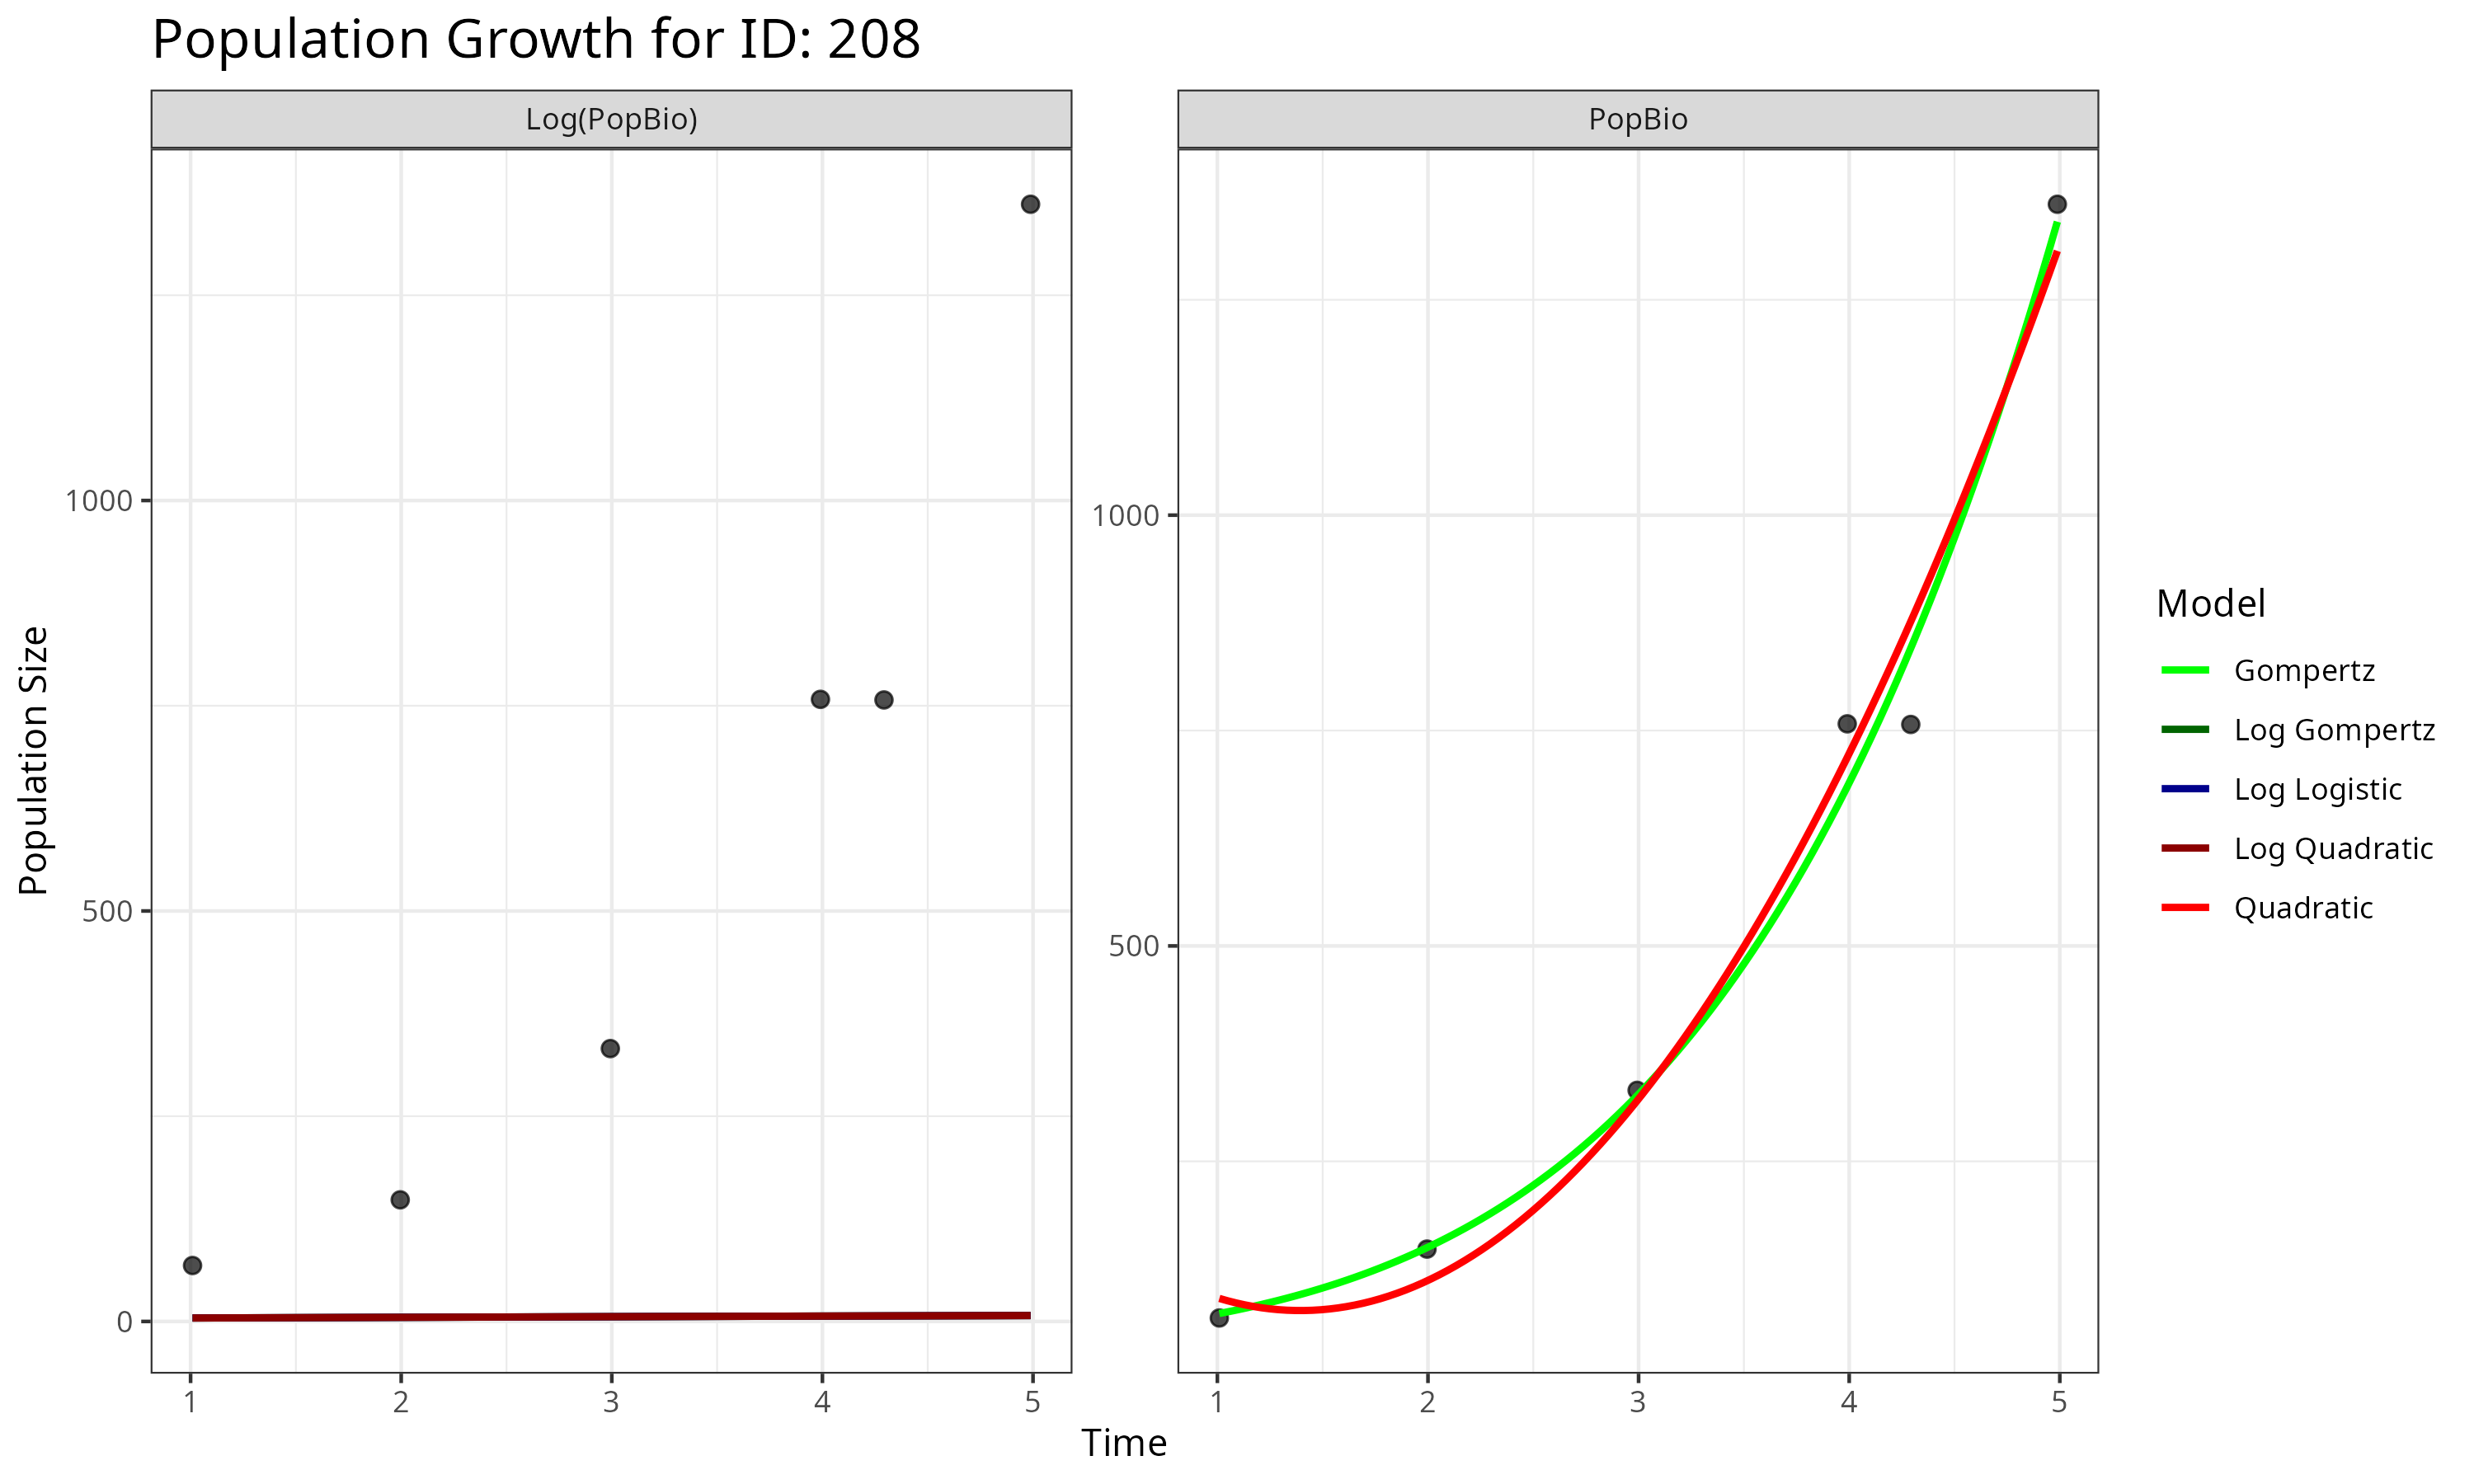 Population Growth for ID: 208
Log(PopBio)
PopBio
Population Size
1000
500
0
1 2 3 4 5
1000
500
1 2 3 4 5
Time
Model
Gompertz
Log Gompertz
Log Logistic
Log Quadratic
Quadratic